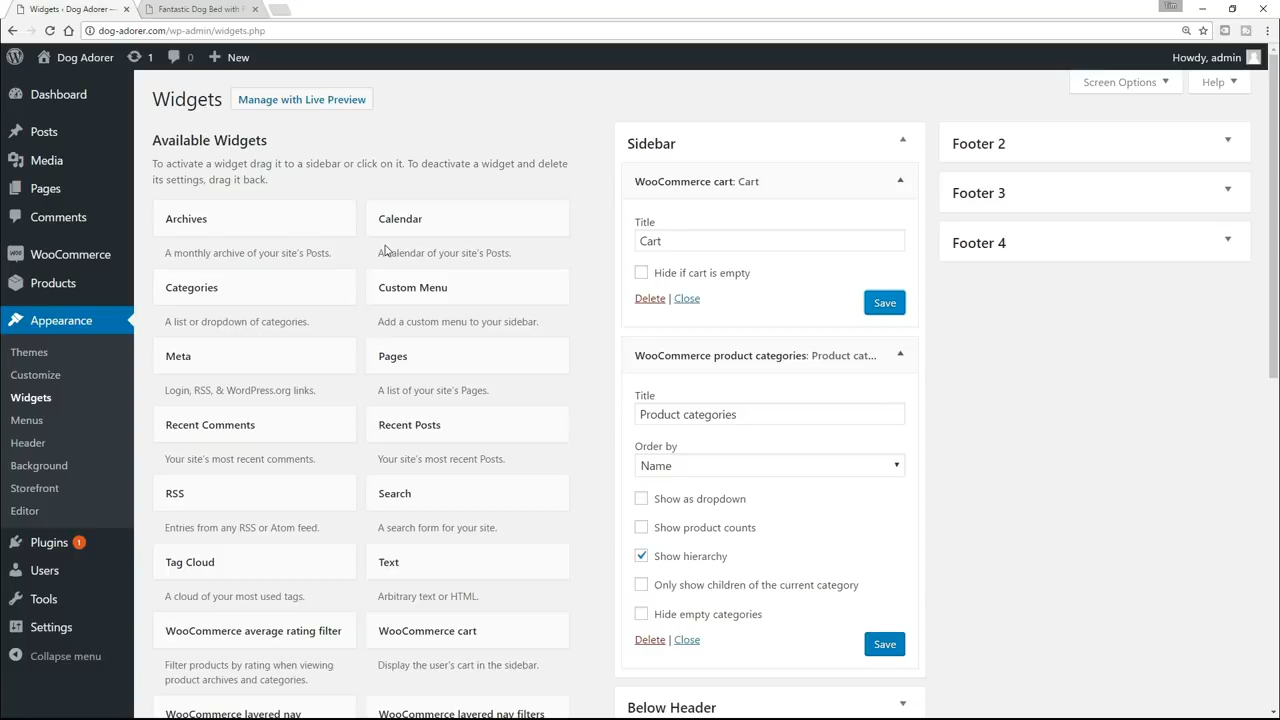 Widgets ‹ Dog Adorer —
Fantastic Dog Bed with F
Tim
dog-adorer.com/wp-admin/widgets.php
Dog Adorer
1
0
New
Howdy, admin
Dashboard
Posts
Media
Pages
Comments
WooCommerce
Products
Appearance
Themes
Customize
Widgets
Menus
Header
Background
Storefront
Editor
Plugins 1
Users
Tools
Settings
Collapse menu
Screen Options
Help
Widgets
Manage with Live Preview
Available Widgets
To activate a widget drag it to a sidebar or click on it. To deactivate a widget and delete
its settings, drag it back.
Archives
A monthly archive of your site's Posts.
Calendar
A calendar of your site's Posts.
Categories
A list or dropdown of categories.
Custom Menu
Add a custom menu to your sidebar.
Meta
Login, RSS, & WordPress.org links.
Pages
A list of your site's Pages.
Recent Comments
Your site's most recent comments.
Recent Posts
Your site's most recent Posts.
RSS
Entries from any RSS or Atom feed.
Search
A search form for your site.
Tag Cloud
A cloud of your most used tags.
Text
Arbitrary text or HTML.
WooCommerce average rating filter
Filter products by rating when viewing
product archives and categories.
WooCommerce cart
Display the user's cart in the sidebar.
WooCommerce layered nav
WooCommerce layered nav filters
Sidebar
WooCommerce cart: Cart
Title
Cart
Hide if cart is empty
Delete | Close
Save
WooCommerce product categories: Product cat...
Title
Product categories
Order by
Name
Show as dropdown
Show product counts
Show hierarchy
Only show children of the current category
Hide empty categories
Delete | Close
Save
Below Header
Footer 2
Footer 3
Footer 4